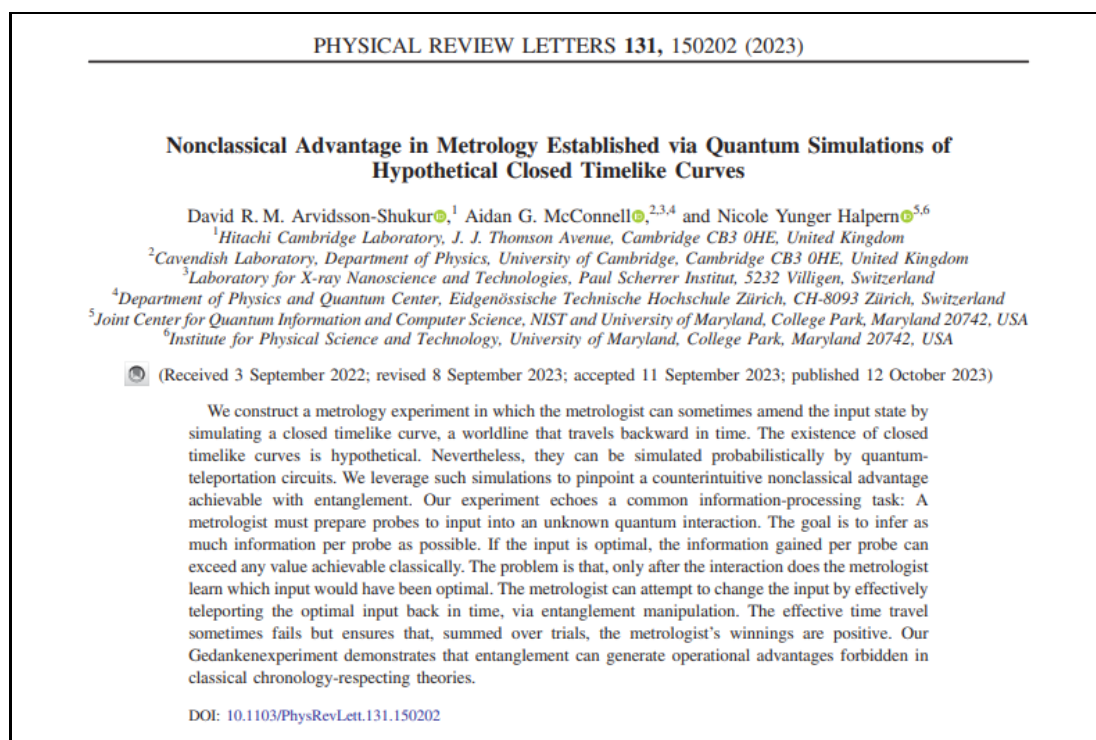 PHYSICAL REVIEW LETTERS 131, 150202 (2023)
Nonclassical Advantage in Metrology Established via Quantum Simulations of
Hypothetical Closed Timelike Curves
David R. M. Arvidsson-Shukur,1 Aidan G. McConnell,2,3,4 and Nicole Yunger Halpern5,6
1Hitachi Cambridge Laboratory, J. J. Thomson Avenue, Cambridge CB3 0HE, United Kingdom
2Cavendish Laboratory, Department of Physics, University of Cambridge, Cambridge CB3 0HE, United Kingdom
3Laboratory for X-ray Nanoscience and Technologies, Paul Scherrer Institut, 5232 Villigen, Switzerland
4Department of Physics and Quantum Center, Eidgenössische Technische Hochschule Zürich, CH-8093 Zürich, Switzerland
5Joint Center for Quantum Information and Computer Science, NIST and University of Maryland, College Park, Maryland 20742, USA
6Institute for Physical Science and Technology, University of Maryland, College Park, Maryland 20742, USA
(Received 3 September 2022; revised 8 September 2023; accepted 11 September 2023; published 12 October 2023)
We construct a metrology experiment in which the metrologist can sometimes amend the input state by
simulating a closed timelike curve, a worldline that travels backward in time. The existence of closed
timelike curves is hypothetical. Nevertheless, they can be simulated probabilistically by quantum-
teleportation circuits. We leverage such simulations to pinpoint a counterintuitive nonclassical advantage
achievable with entanglement. Our experiment echoes a common information-processing task: A
metrologist must prepare probes to input into an unknown quantum interaction. The goal is to infer as
much information per probe as possible. If the input is optimal, the information gained per probe can
exceed any value achievable classically. The problem is that, only after the interaction does the metrologist
learn which input would have been optimal. The metrologist can attempt to change the input by effectively
teleporting the optimal input back in time, via entanglement manipulation. The effective time travel
sometimes fails but ensures that, summed over trials, the metrologist's winnings are positive. Our
Gedankenexperiment demonstrates that entanglement can generate operational advantages forbidden in
classical chronology-respecting theories.
DOI: 10.1103/PhysRevLett.131.150202